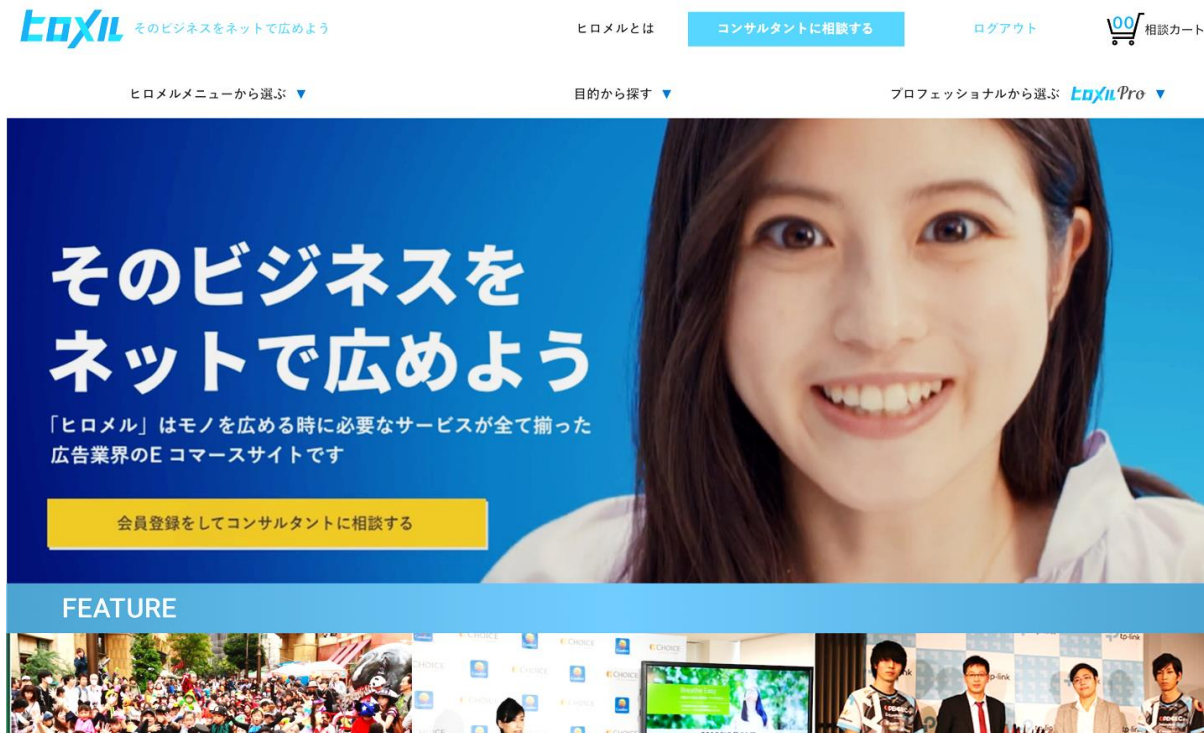 ヒロメル
そのビジネスをネットで広めよう
ヒロメルとは
コンサルタントに相談する
ログアウト
00
相談カート
ヒロメルメニューから選ぶ ▼
目的から探す ▼
プロフェッショナルから選ぶ ヒロメルPro ▼
そのビジネスを
ネットで広めよう
「ヒロメル」はモノを広める時に必要なサービスが全て揃った
広告業界のE コマースサイトです
会員登録をしてコンサルタントに相談する
FEATURE
CHOICE
CHOICE
CHOICE
CHOICE
CHOICE
CHOICE
Breathe Easy
tp-link
p-link